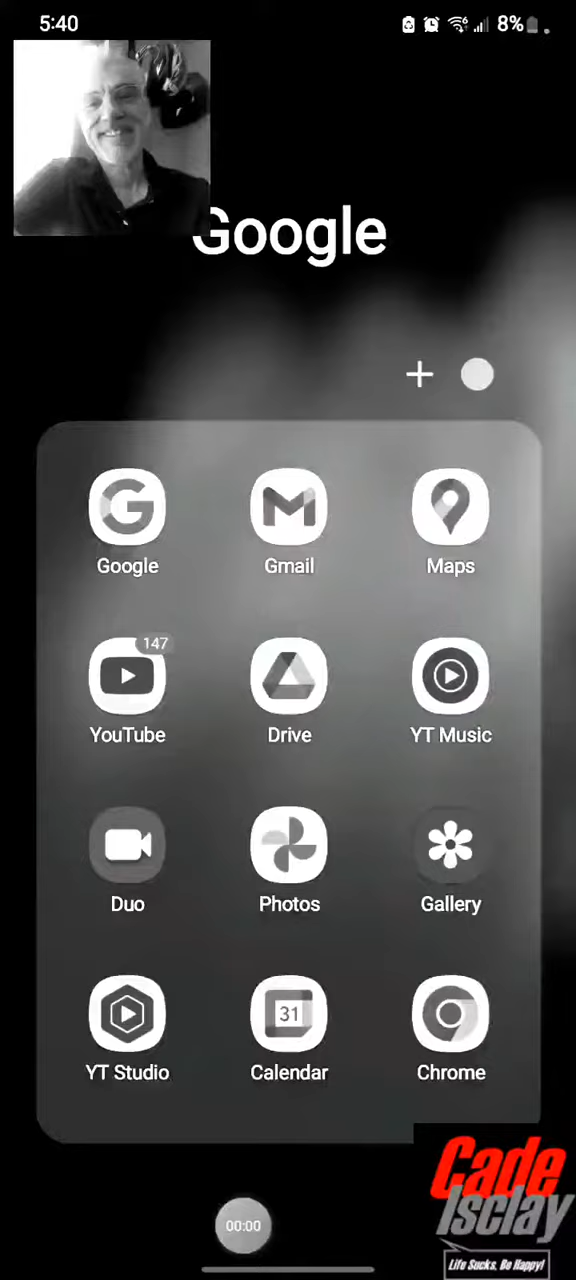 5:40
8%
Google
Google
Gmail
Maps
147
YouTube
Drive
YT Music
Duo
Photos
Gallery
YT Studio
31
Calendar
Chrome
00:00
Cade
Isclay
Life Sucks, Be Happy!